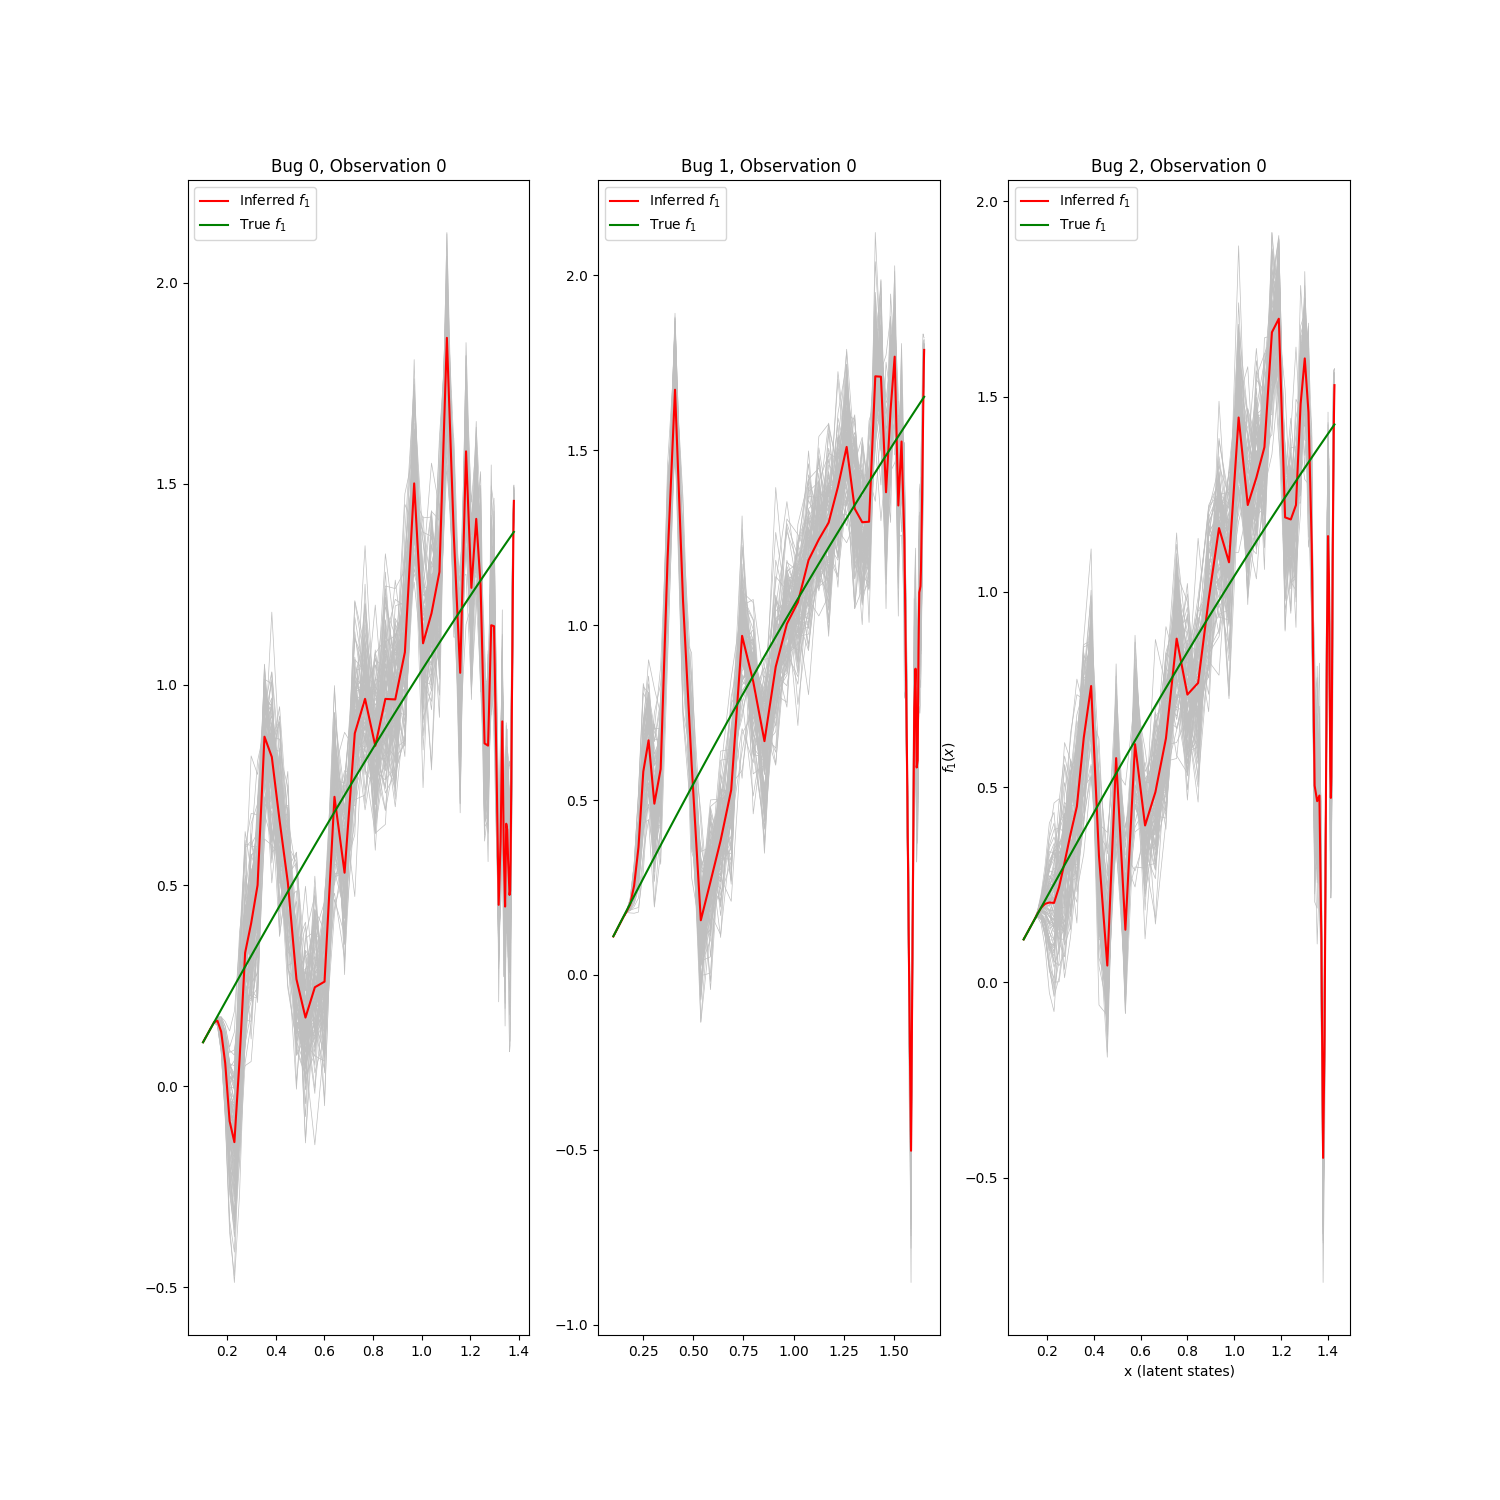 Bug 0, Observation 0
Inferred f₁
True f₁
2.0
1.5
1.0
0.5
0.0
−0.5
0.2 0.4 0.6 0.8 1.0 1.2 1.4
Bug 1, Observation 0
Inferred f₁
True f₁
2.0
1.5
1.0
0.5
0.0
−0.5
−1.0
0.25 0.50 0.75 1.00 1.25 1.50
Bug 2, Observation 0
Inferred f₁
True f₁
f₁(x)
2.0
1.5
1.0
0.5
0.0
−0.5
0.2 0.4 0.6 0.8 1.0 1.2 1.4
x (latent states)